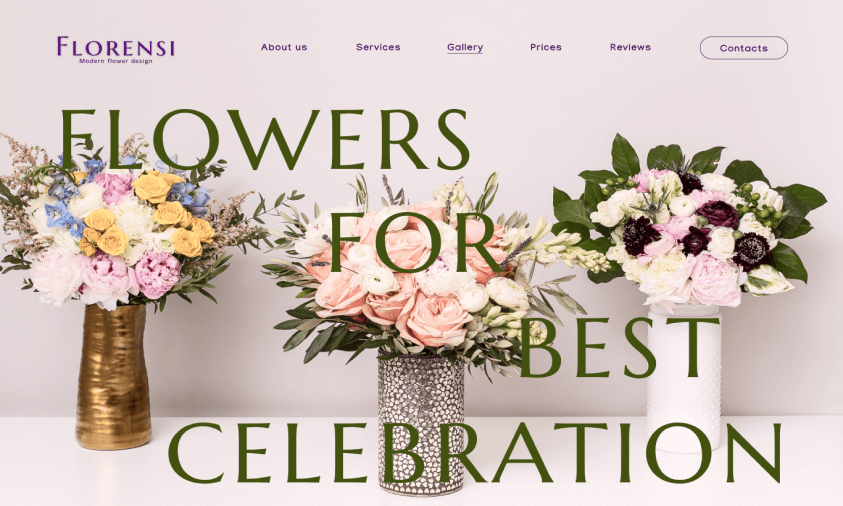 FLORENSI
Modern flower design
About us
Services
Gallery
Prices
Reviews
Contacts
FLOWERS
FOR
BEST
CELEBRATION